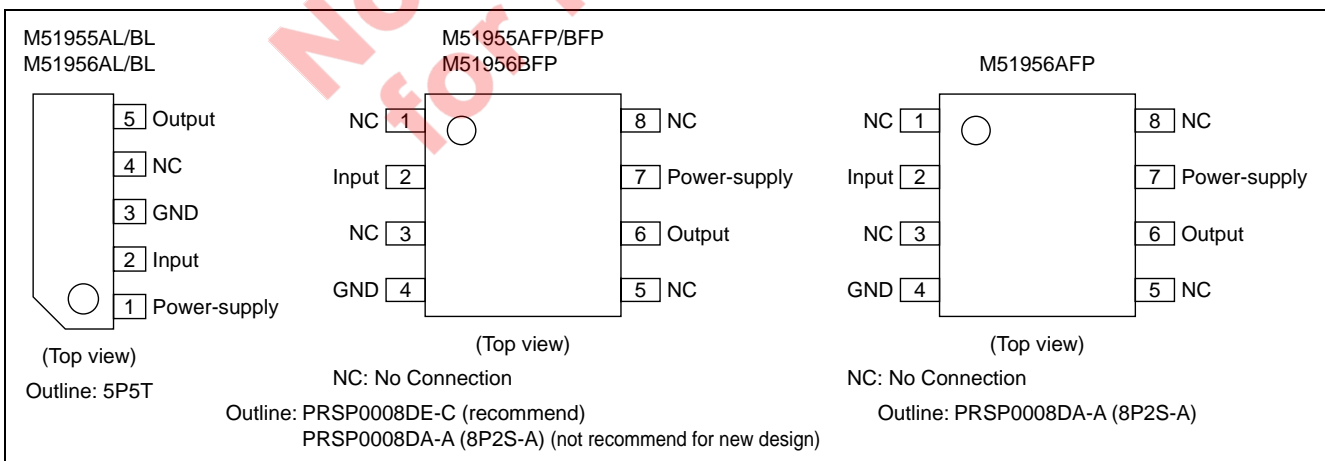 M51955AL/BL
M51956AL/BL
5 Output
4 NC
3 GND
2 Input
1 Power-supply
(Top view)
Outline: 5P5T
M51955AFP/BFP
M51956BFP
NC 1
Input 2
NC 3
GND 4
8 NC
7 Power-supply
6 Output
5 NC
(Top view)
NC: No Connection
Outline: PRSP0008DE-C (recommend)
PRSP0008DA-A (8P2S-A) (not recommend for new design)
M51956AFP
NC 1
Input 2
NC 3
GND 4
8 NC
7 Power-supply
6 Output
5 NC
(Top view)
NC: No Connection
Outline: PRSP0008DA-A (8P2S-A)
for